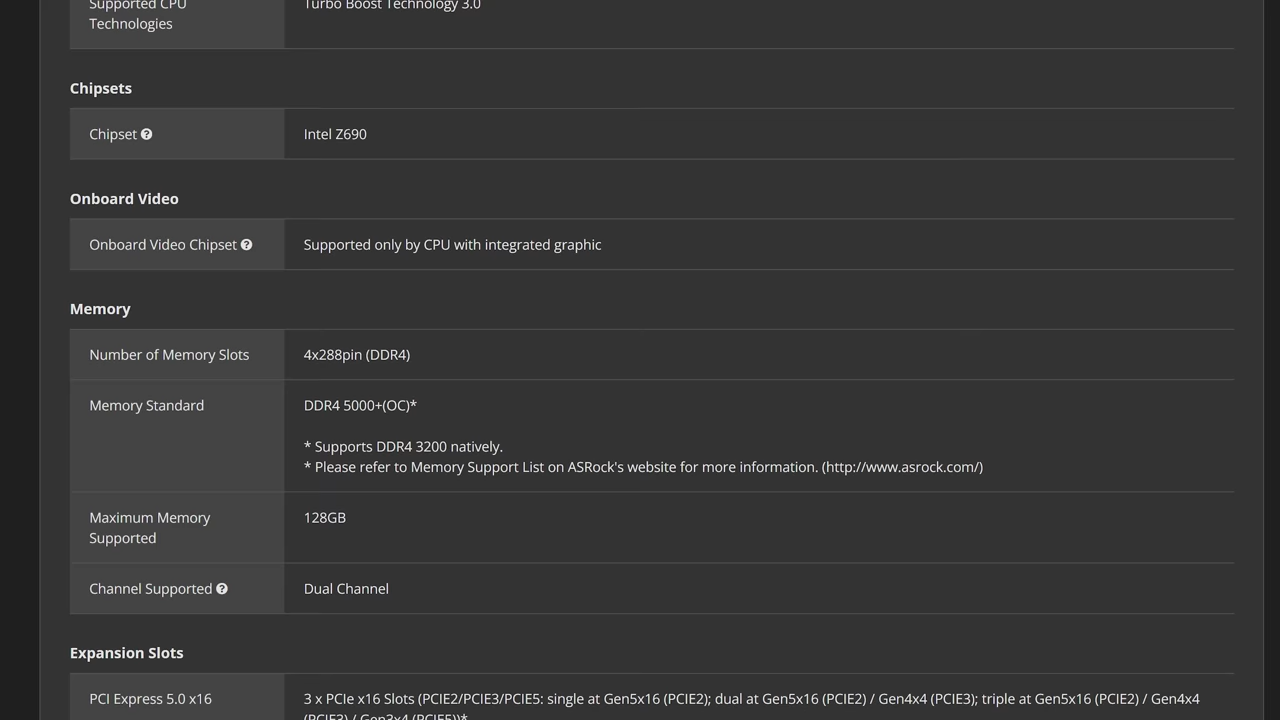 Supported CPU
Technologies
Turbo Boost Technology 3.0
Chipsets
Chipset
Intel Z690
Onboard Video
Onboard Video Chipset
Supported only by CPU with integrated graphic
Memory
Number of Memory Slots
4x288pin (DDR4)
Memory Standard
DDR4 5000+(OC)*
* Supports DDR4 3200 natively.
* Please refer to Memory Support List on ASRock's website for more information. (http://www.asrock.com/)
Maximum Memory
Supported
128GB
Channel Supported
Dual Channel
Expansion Slots
PCI Express 5.0 x16
3 x PCIe x16 Slots (PCIE2/PCIE3/PCIE5: single at Gen5x16 (PCIE2); dual at Gen5x16 (PCIE2) / Gen4x4 (PCIE3); triple at Gen5x16 (PCIE2) / Gen4x4
(PCIE3) / Gen3x4 (PCIE5))*